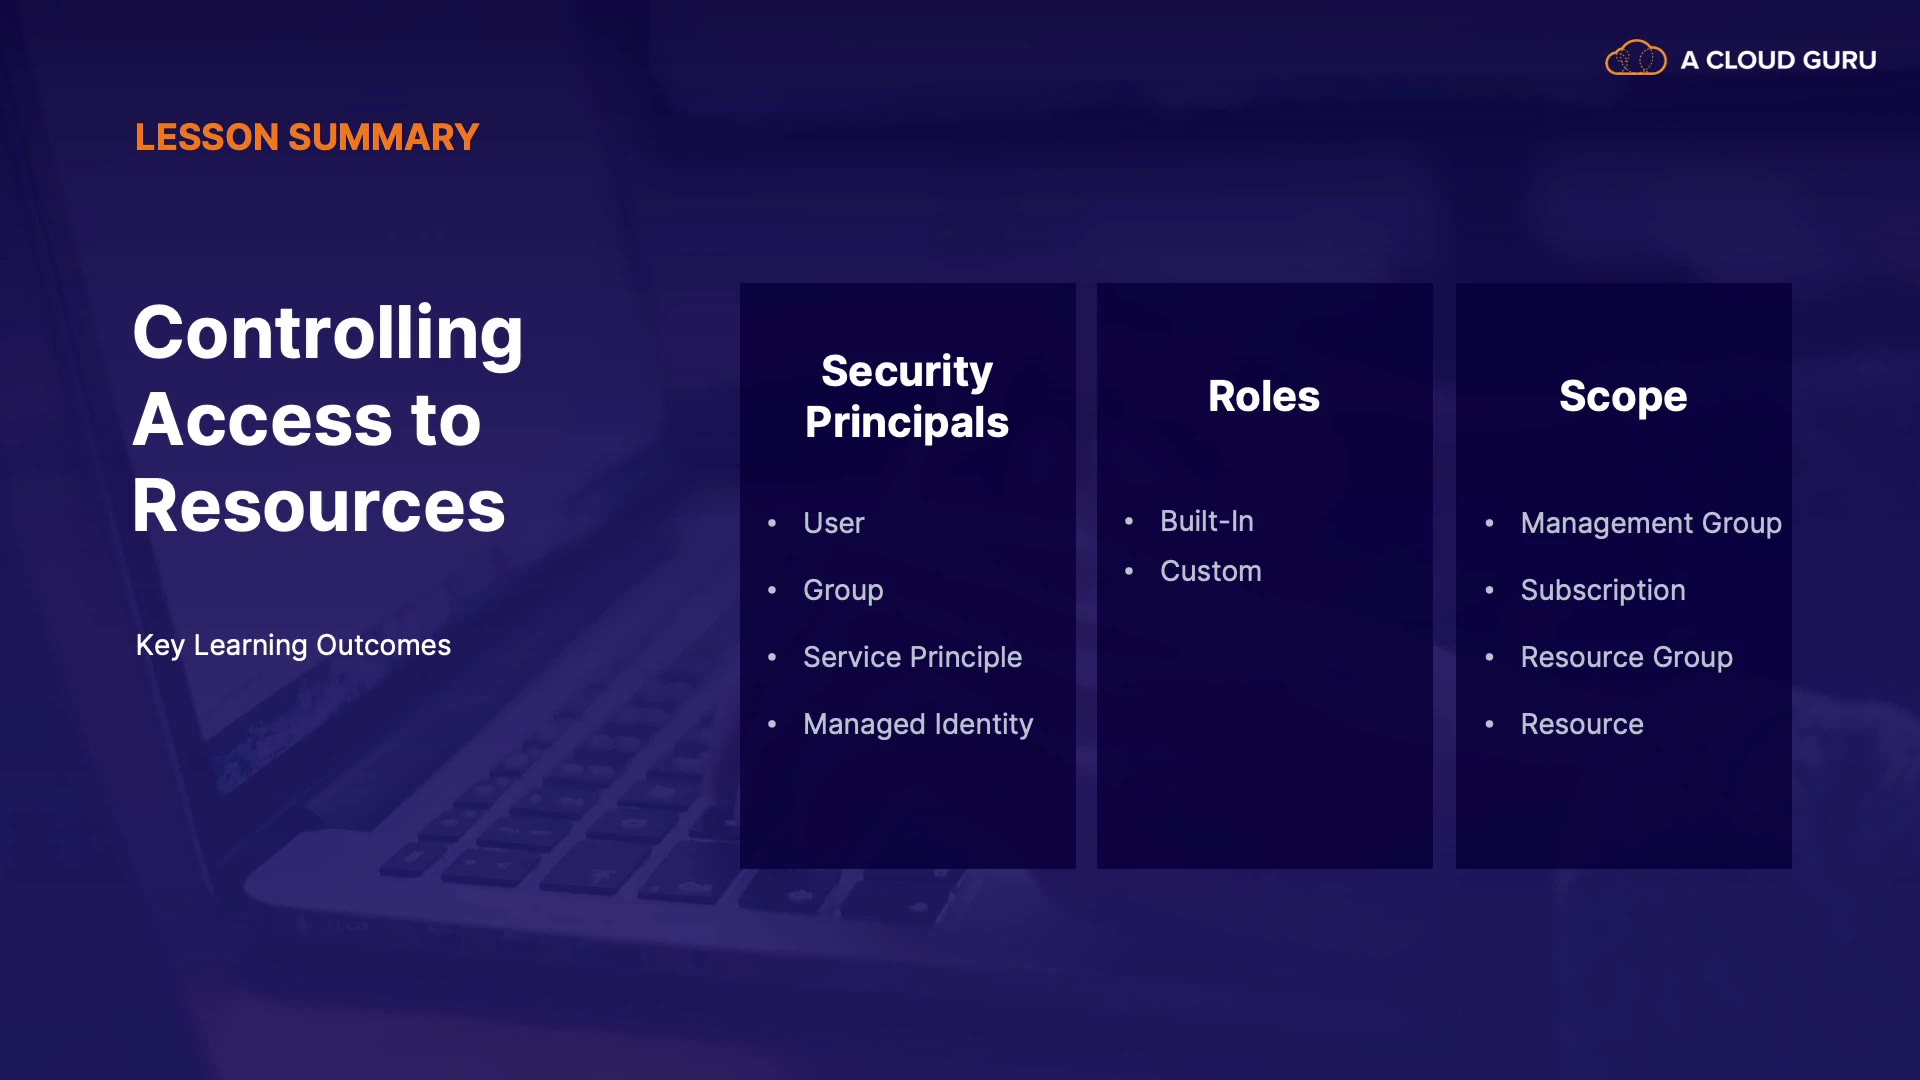 A CLOUD GURU
LESSON SUMMARY
Controlling
Access to
Resources
Key Learning Outcomes
Security
Principals
• User
• Group
• Service Principle
• Managed Identity
Roles
• Built-In
• Custom
Scope
• Management Group
• Subscription
• Resource Group
• Resource